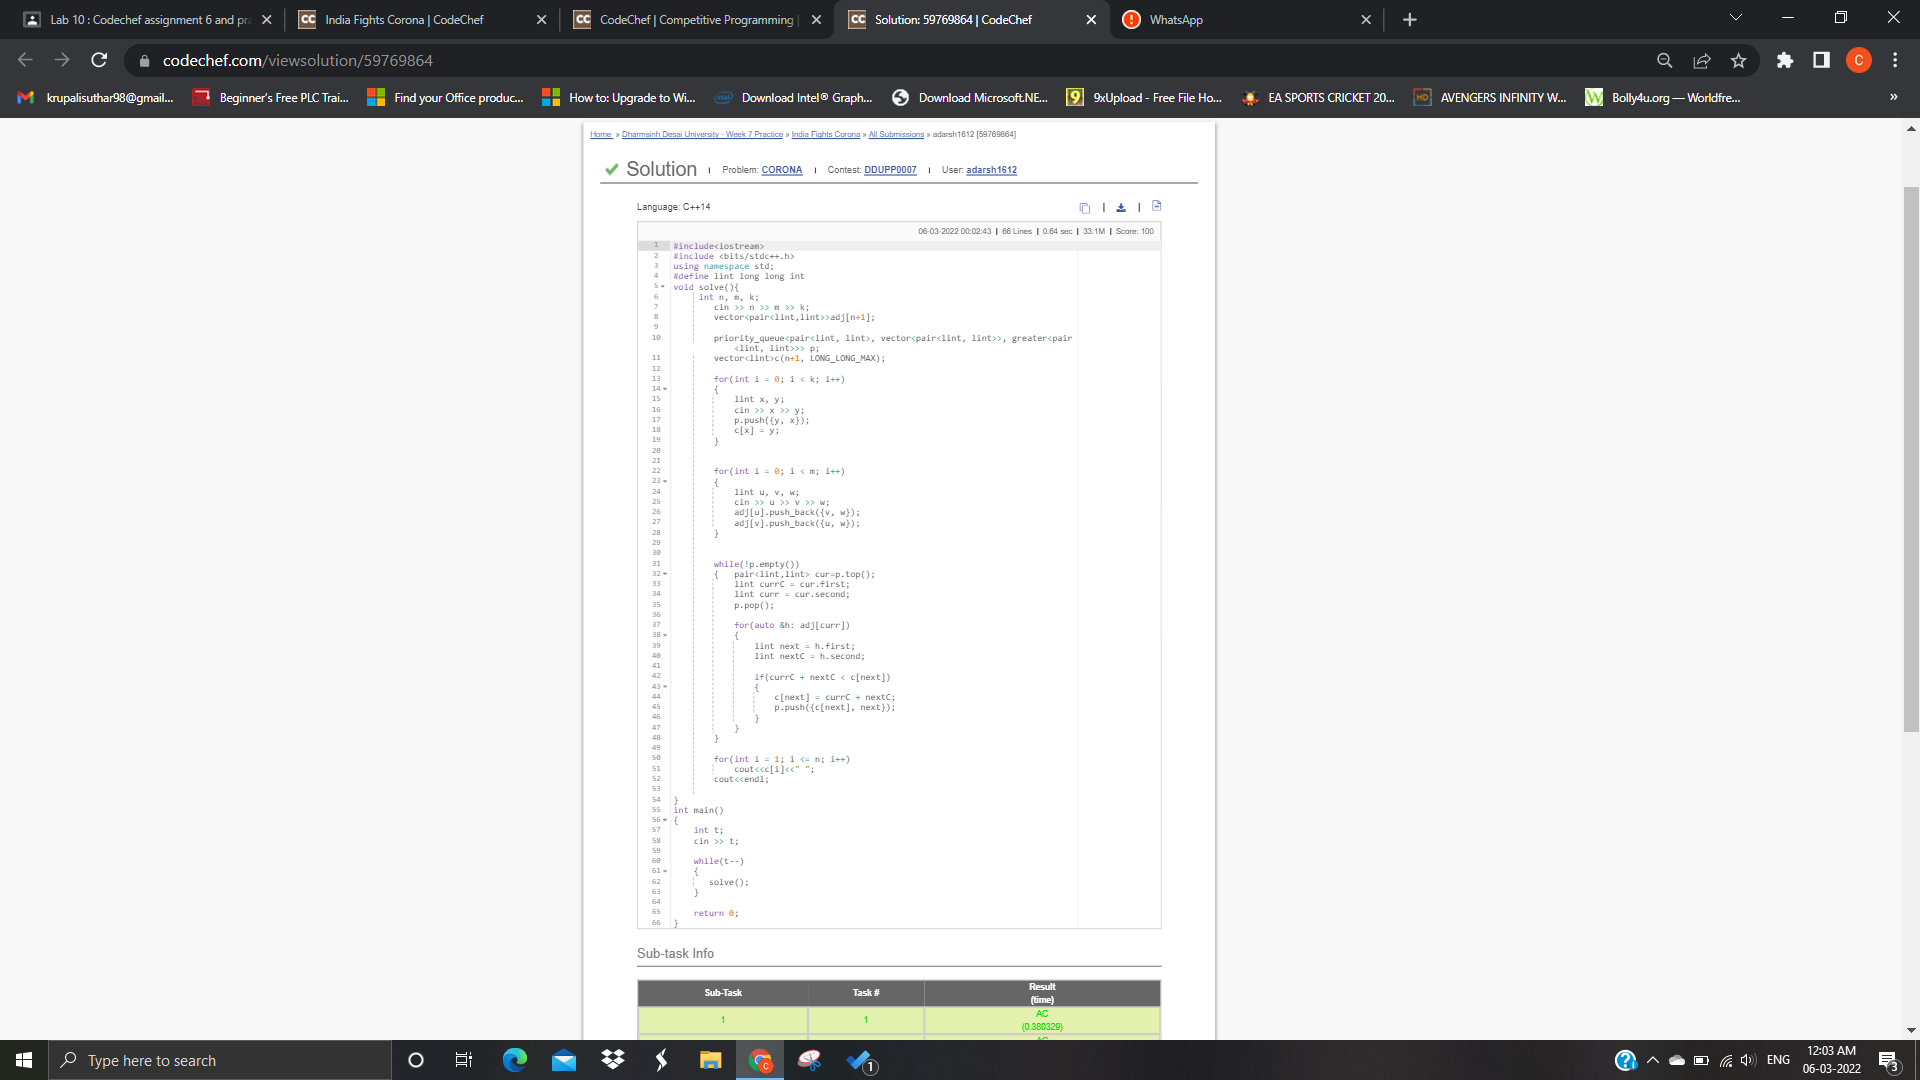 Lab 10 : Codechef assignment 6 and pra
India Fights Corona | CodeChef
CodeChef | Competitive Programming |
Solution: 59769864 | CodeChef
WhatsApp
codechef.com/viewsolution/59769864
C
krupalisuthar98@gmail...
Beginner's Free PLC Trai...
Find your Office produc...
How to: Upgrade to Wi...
Download Intel® Graph...
Download Microsoft.NE...
9xUpload - Free File Ho...
EA SPORTS CRICKET 20...
AVENGERS INFINITY W...
Bolly4u.org — Worldfre...
»
Home » Dharmsinh Desai University - Week 7 Practice » India Fights Corona » All Submissions » adarsh1612 [59769864]
Solution | Problem: CORONA | Contest: DDUPP0007 | User: adarsh1612
Language: C++14
06-03-2022 00:02:43 | 66 Lines | 0.64 sec | 33.1M | Score: 100
1 #include<iostream>
2 #include <bits/stdc++.h>
3 using namespace std;
4 #define lint long long int
5 void solve(){
6 int n, m, k;
7 cin >> n >> m >> k;
8 vector<pair<lint,lint>>adj[n+1];
9
10 priority_queue<pair<lint, lint>, vector<pair<lint, lint>>, greater<pair
<lint, lint>>> p;
11 vector<lint>c(n+1, LONG_LONG_MAX);
12
13 for(int i = 0; i < k; i++)
14 {
15 lint x, y;
16 cin >> x >> y;
17 p.push({y, x});
18 c[x] = y;
19 }
20
21
22 for(int i = 0; i < m; i++)
23 {
24 lint u, v, w;
25 cin >> u >> v >> w;
26 adj[u].push_back({v, w});
27 adj[v].push_back({u, w});
28 }
29
30
31 while(!p.empty())
32 { pair<lint,lint> cur=p.top();
33 lint currC = cur.first;
34 lint curr = cur.second;
35 p.pop();
36
37 for(auto &h: adj[curr])
38 {
39 lint next = h.first;
40 lint nextC = h.second;
41
42 if(currC + nextC < c[next])
43 {
44 c[next] = currC + nextC;
45 p.push({c[next], next});
46 }
47 }
48 }
49
50 for(int i = 1; i <= n; i++)
51 cout<<c[i]<<" ";
52 cout<<endl;
53
54 }
55 int main()
56 {
57 int t;
58 cin >> t;
59
60 while(t--)
61 {
62 solve();
63 }
64
65 return 0;
66 }
Sub-task Info
Sub-Task Task # Result
(time)
1 1 AC
(0.380329)
AC
Type here to search
1
ENG
12:03 AM
06-03-2022
3